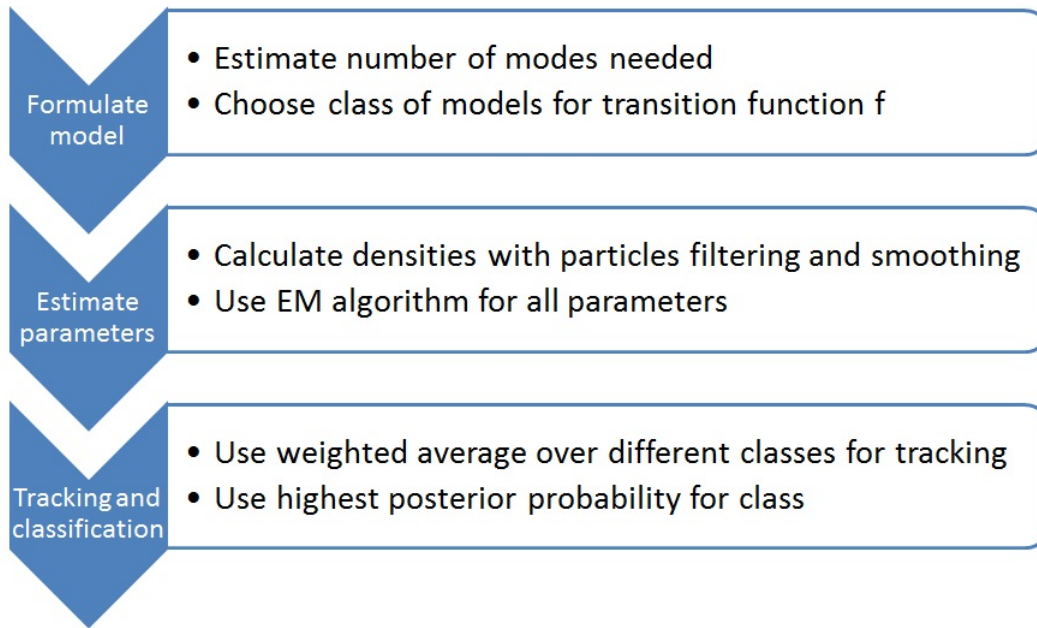 Formulate
model
• Estimate number of modes needed
• Choose class of models for transition function f
Estimate
parameters
• Calculate densities with particles filtering and smoothing
• Use EM algorithm for all parameters
Tracking and
classification
• Use weighted average over different classes for tracking
• Use highest posterior probability for class